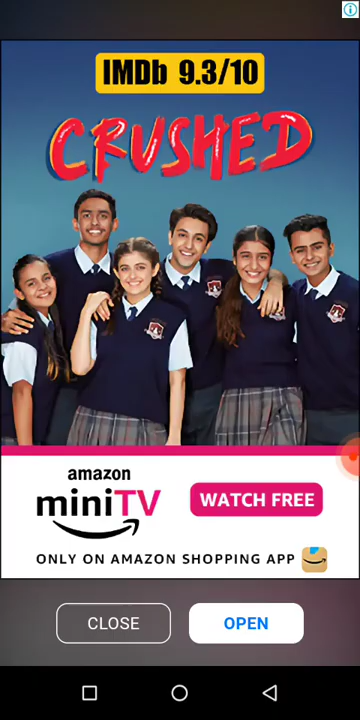 IMDb 9.3/10
CRUSHED
amazon
miniTV
WATCH FREE
ONLY ON AMAZON SHOPPING APP
CLOSE
OPEN